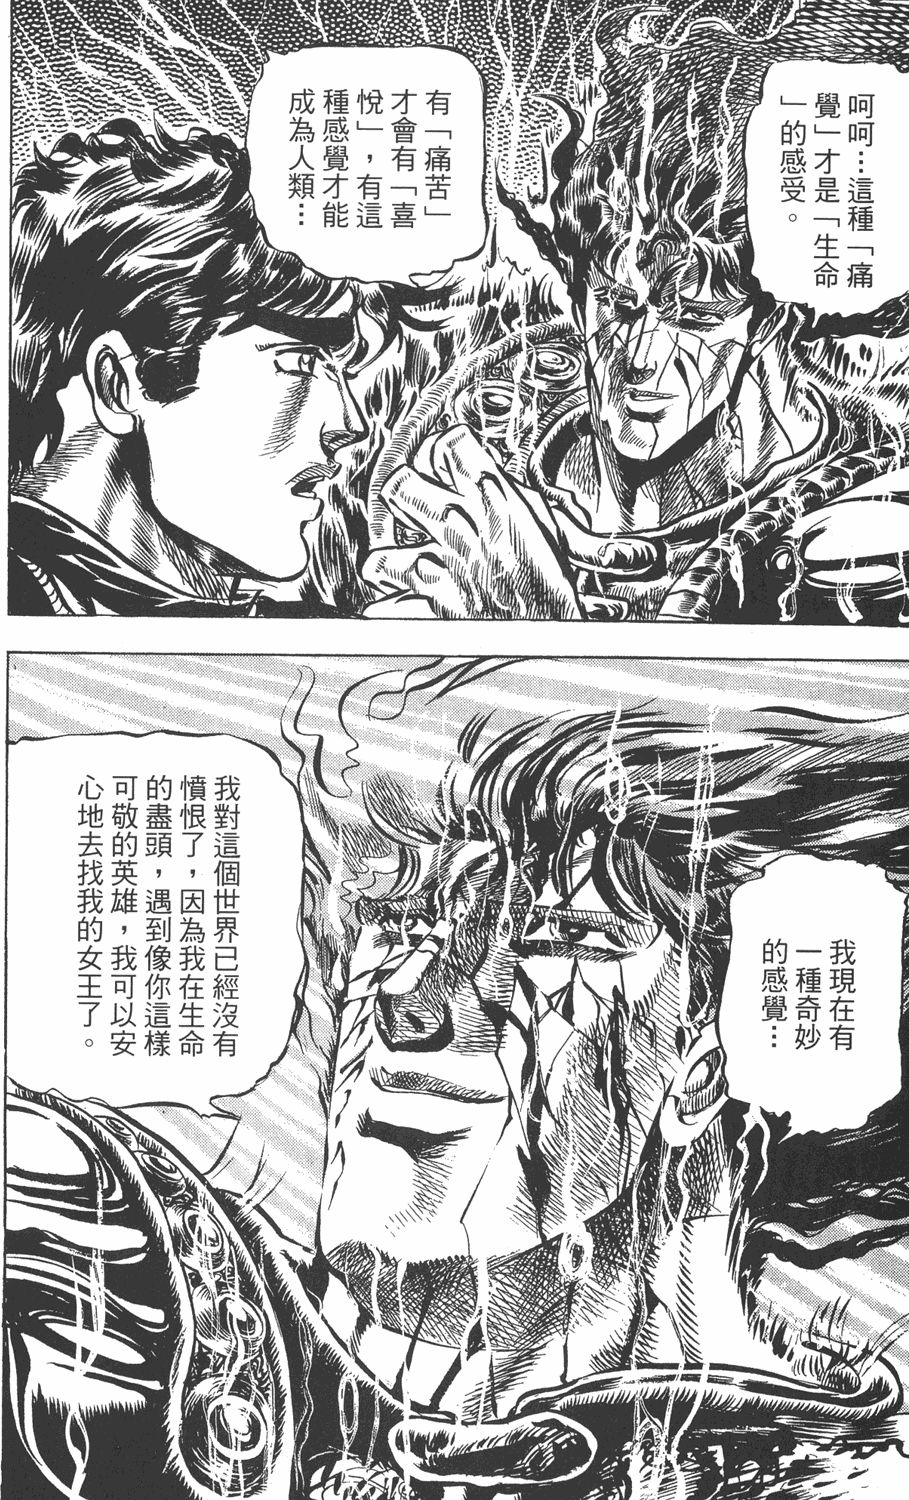 呵呵…這種「痛
覺」才是「生命
」的感受。
有「痛苦」
才會有「喜
悅」，有這
種感覺才能
成為人類…
我現在有
一種奇妙
的感覺…
我對這個世界已經沒有
憤恨了，因為我在生命
的盡頭，遇到像你這樣
可敬的英雄，我可以安
心地去找我的女王了。